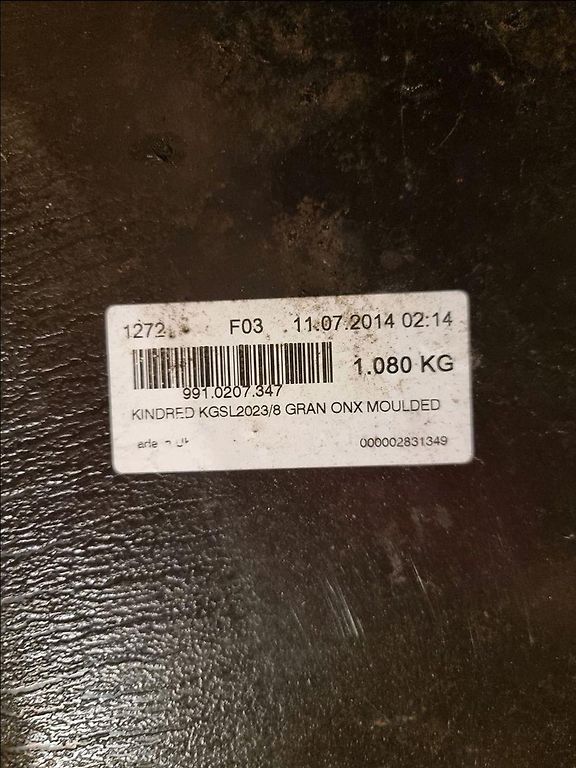 1272 F03 11.07.2014 02:14
1.080 KG
991.0207.347
KINDRED KGSL2023/8 GRAN ONX MOULDED
000002831349